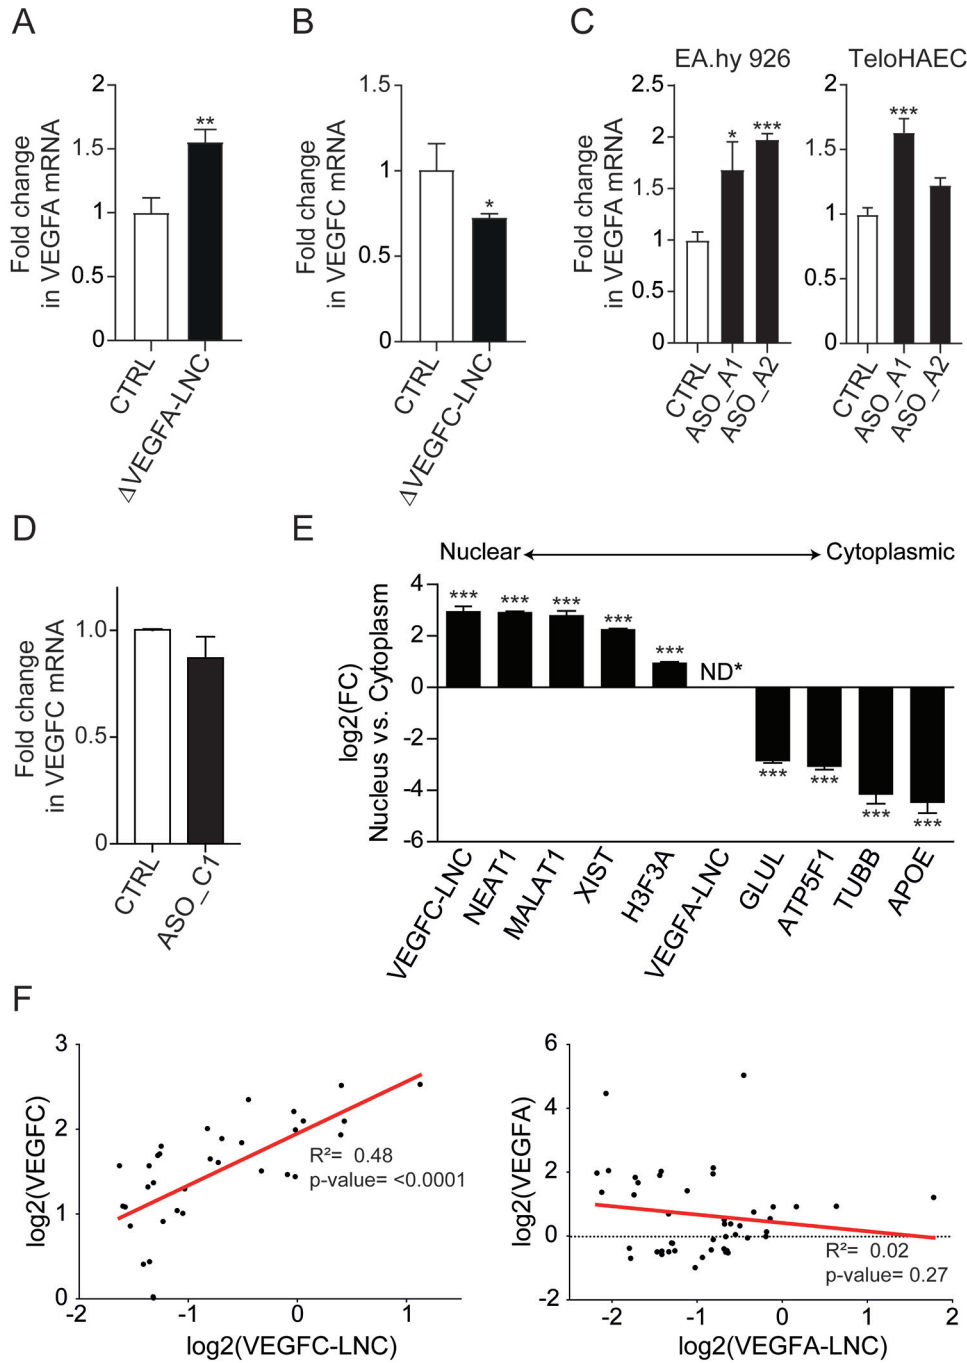 A
Fold change
in VEGFA mRNA
2
1.5
1
0.5
0
**
CTRL
ΔVEGFA-LNC
B
Fold change
in VEGFC mRNA
1.5
1
0.5
0
*
CTRL
ΔVEGFC-LNC
C
EA.hy 926
Fold change
in VEGFA mRNA
2.5
2
1.5
1
0.5
0
*
***
CTRL
ASO_A1
ASO_A2
TeloHAEC
2
1.5
1
0.5
0
***
CTRL
ASO_A1
ASO_A2
D
Fold change
in VEGFC mRNA
1.0
0.5
0
CTRL
ASO_C1
E
Nuclear
Cytoplasmic
log2(FC)
Nucleus vs. Cytoplasm
4
2
0
-2
-4
-6
***
***
***
***
***
ND*
***
***
***
***
VEGFC-LNC
NEAT1
MALAT1
XIST
H3F3A
VEGFA-LNC
GLUL
ATP5F1
TUBB
APOE
F
log2(VEGFC)
3
2
1
0
R²= 0.48
p-value= <0.0001
-2
-1
0
1
log2(VEGFC-LNC)
log2(VEGFA)
6
4
2
0
-2
R²= 0.02
p-value= 0.27
-2
-1
0
1
2
log2(VEGFA-LNC)